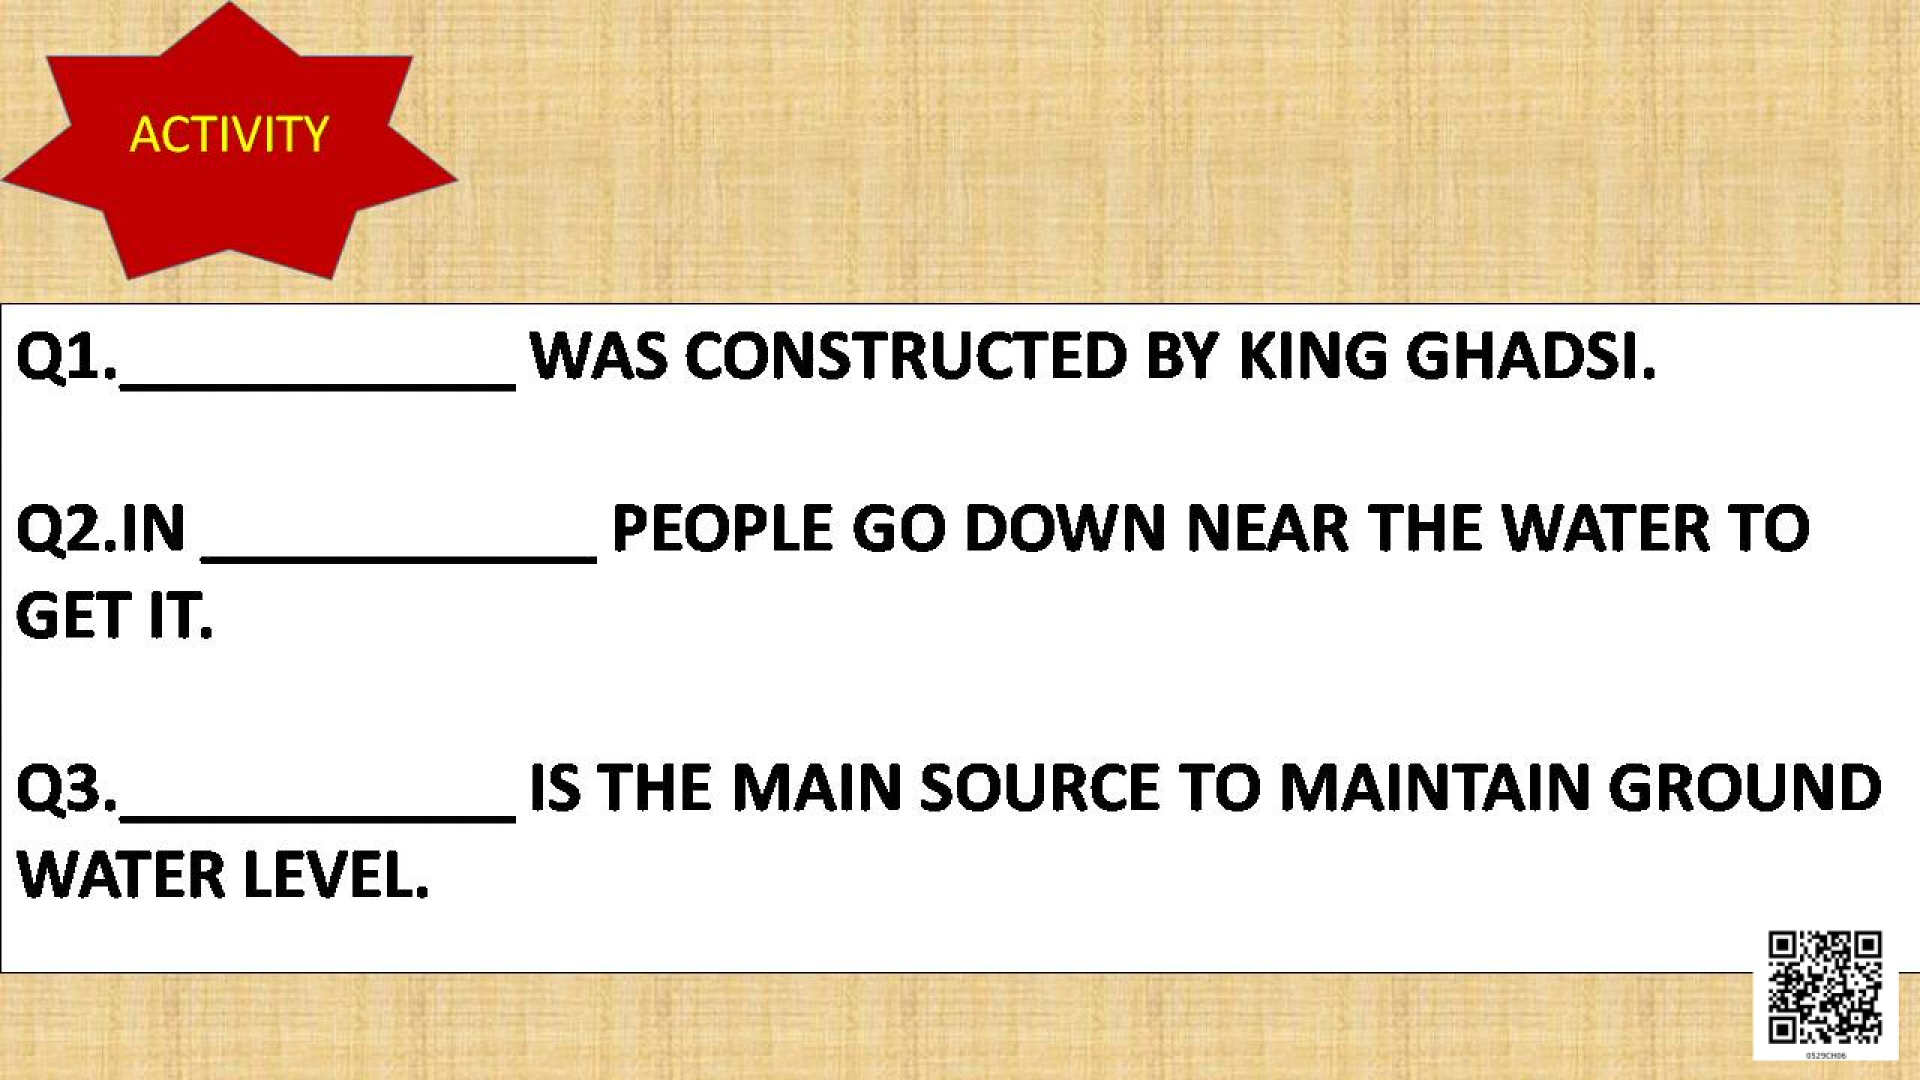 ACTIVITY
Q1.____________ WAS CONSTRUCTED BY KING GHADSI.
Q2.IN ____________ PEOPLE GO DOWN NEAR THE WATER TO
GET IT.
Q3.____________ IS THE MAIN SOURCE TO MAINTAIN GROUND
WATER LEVEL.
0529CH06